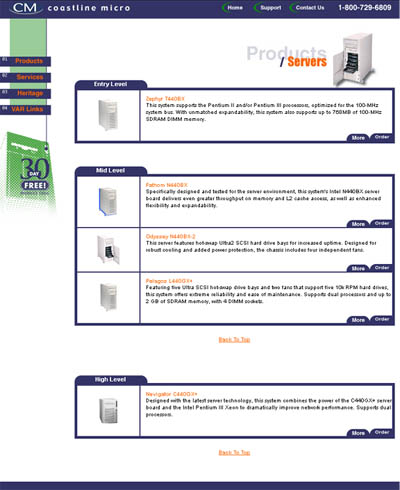 CM coastline micro
Home
Support
Contact Us
1-800-729-6809
Products
/ Servers
01 Products
02 Services
03 Heritage
04 VAR Links
30
DAY
FREE!
Entry Level
Zephyr T440BX
This system supports the Pentium II and/or Pentium III processors, optimized for the 100-MHz
system bus. With unmatched expandability, this system also supports up to 768MB of 100-MHz
SDRAM DIMM memory.
More Order
Mid Level
Fathom N440BX
Specifically designed and tested for the server environment, this system's Intel N440BX server
board delivers even greater throughput on memory and L2 cache access, as well as enhanced
flexibility and expandability.
More Order
Odyssey N440BX-2
This server features hotswap Ultra2 SCSI hard drive bays for increased uptime. Designed for
robust cooling and added power protection, the chassis includes four independent fans.
More Order
Pelagos L440GX+
Featuring five Ultra SCSI hotswap drive bays and two fans that support five 10k RPM hard drives,
this system offers extreme reliability and ease of maintenance. Supports dual processors and up to
2 GB of SDRAM memory, with 4 DIMM sockets.
More Order
Back To Top
High Level
Navigator C440GX+
Designed with the latest server technology, this system combines the power of the C440GX+ server
board and the Intel Pentium III Xeon to dramatically improve network performance. Supports dual
processors.
More Order
Back To Top